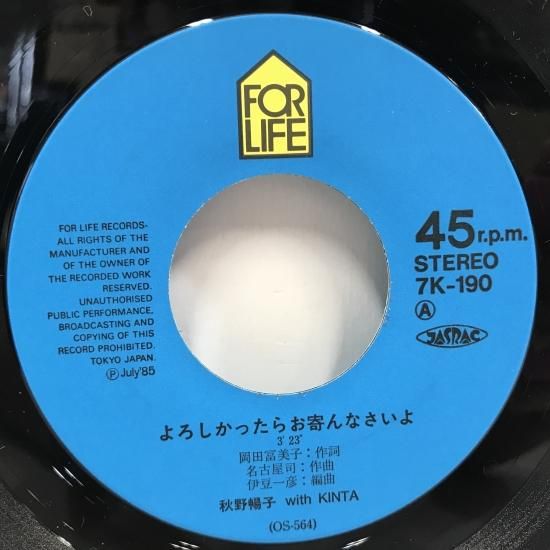 FOR
LIFE
FOR LIFE RECORDS-
ALL RIGHTS OF THE
MANUFACTURER AND
OF THE OWNER OF
THE RECORDED WORK
RESERVED.
UNAUTHORISED
PUBLIC PERFORMANCE,
BROADCASTING AND
COPYING OF THIS
RECORD PROHIBITED.
TOKYO JAPAN.
Ⓟ July'85
45 r.p.m.
STEREO
7K-190
Ⓐ
JASRAC
よろしかったらお寄んなさいよ
3' 23"
岡田冨美子：作詞
名古屋司：作曲
伊豆一彦：編曲
秋野暢子 with KINTA
(OS-564)